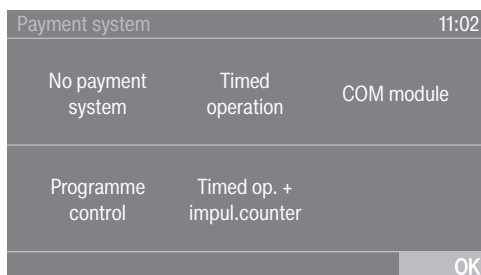 Payment system 11:02
No payment system
Timed operation
COM module
Programme control
Timed op. + impul.counter
OK